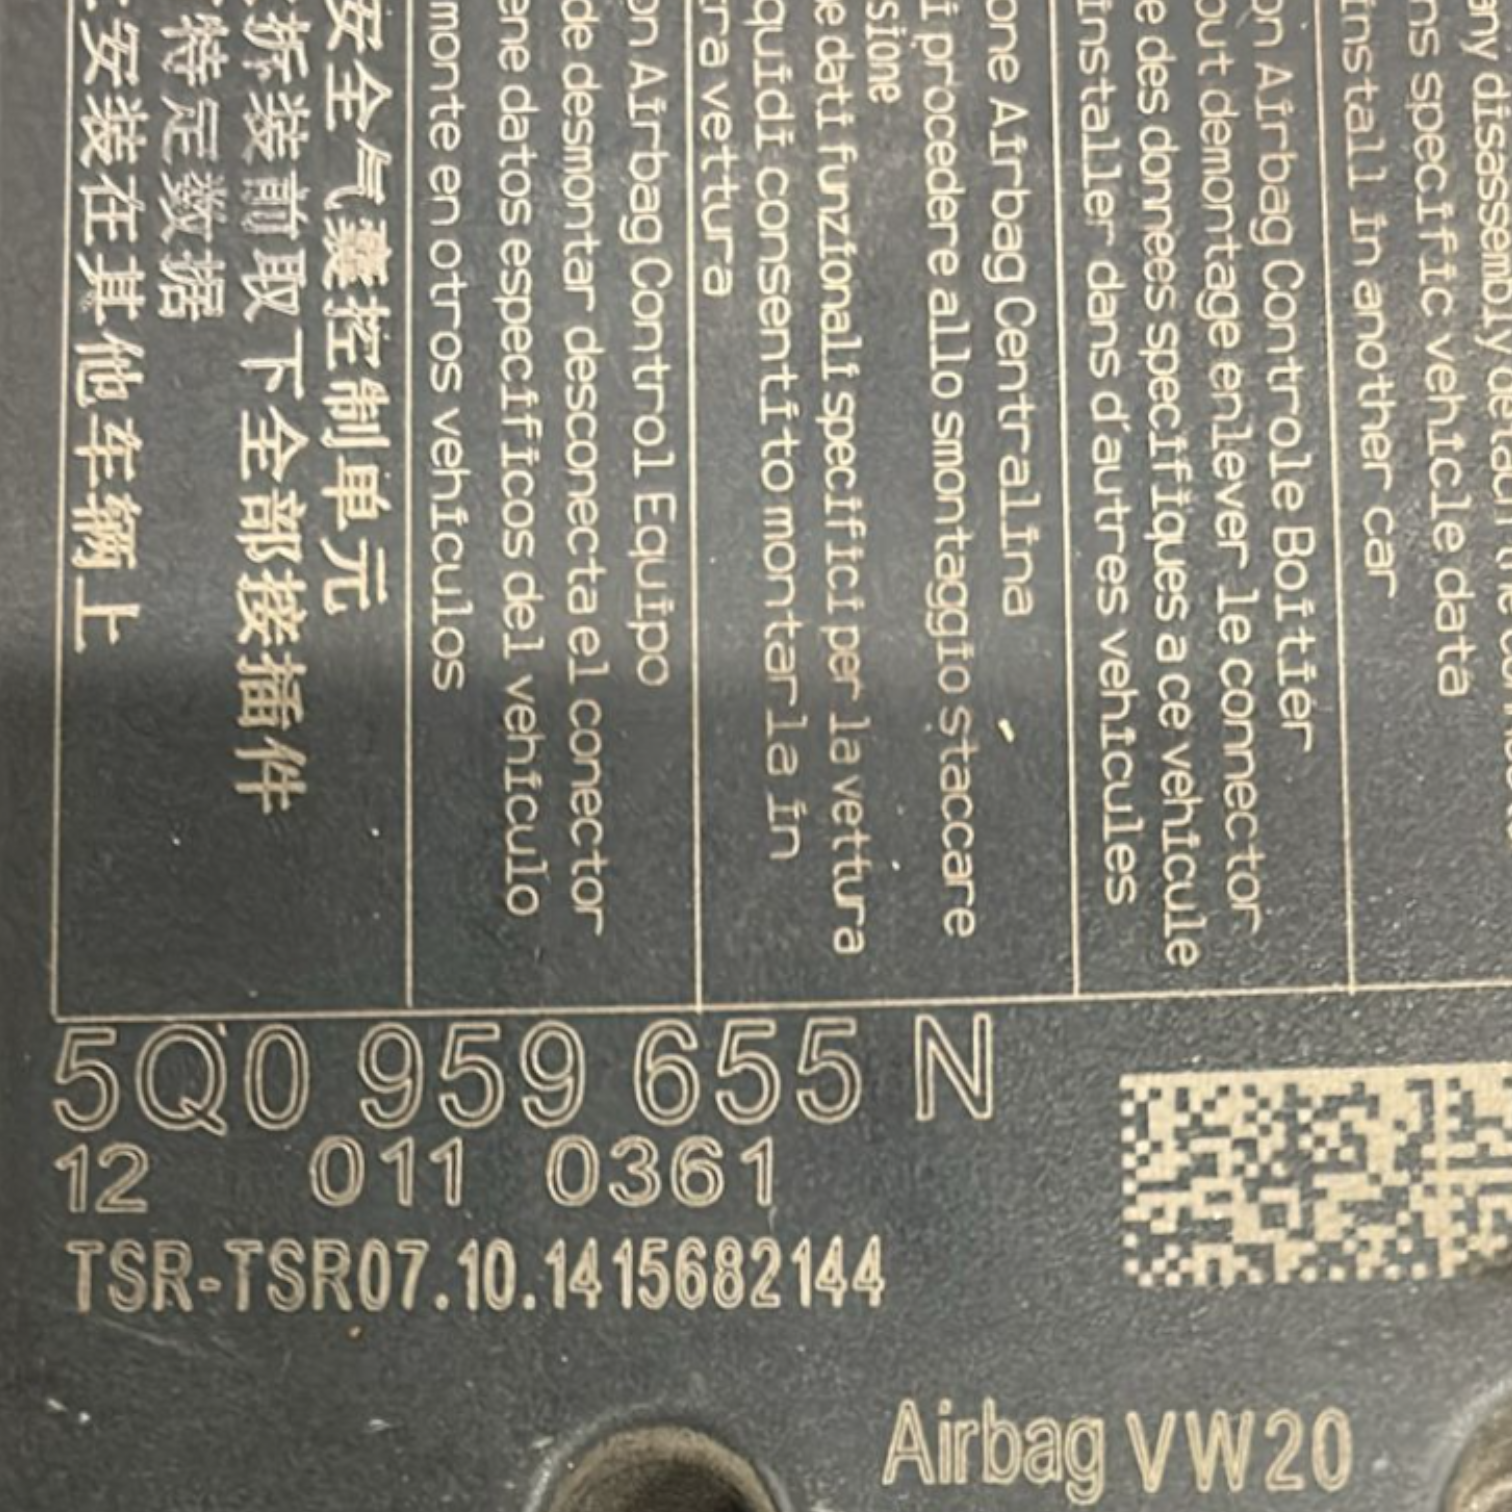 any disassembly detach
ns specific vehicle data
install in another car
on Airbag Controle Boitier
out demontage enlever le connector
e des donnees specifiques a ce vehicule
installer dans d'autres vehicules
one Airbag Centralina
i procedere allo smontaggio staccare
sione
e dati funzionali specifici per la vettura
quidi consentito montarla in
ra vettura
on Airbag Control Equipo
de desmontar desconecta el conector
ene datos especificos del vehiculo
monte en otros vehiculos
安全气囊控制单元
拆装前取下全部接插件
特定数据
安装在其他车辆上
5Q0 959 655 N
12 011 0361
TSR-TSR07.10.1415682144
Airbag VW20